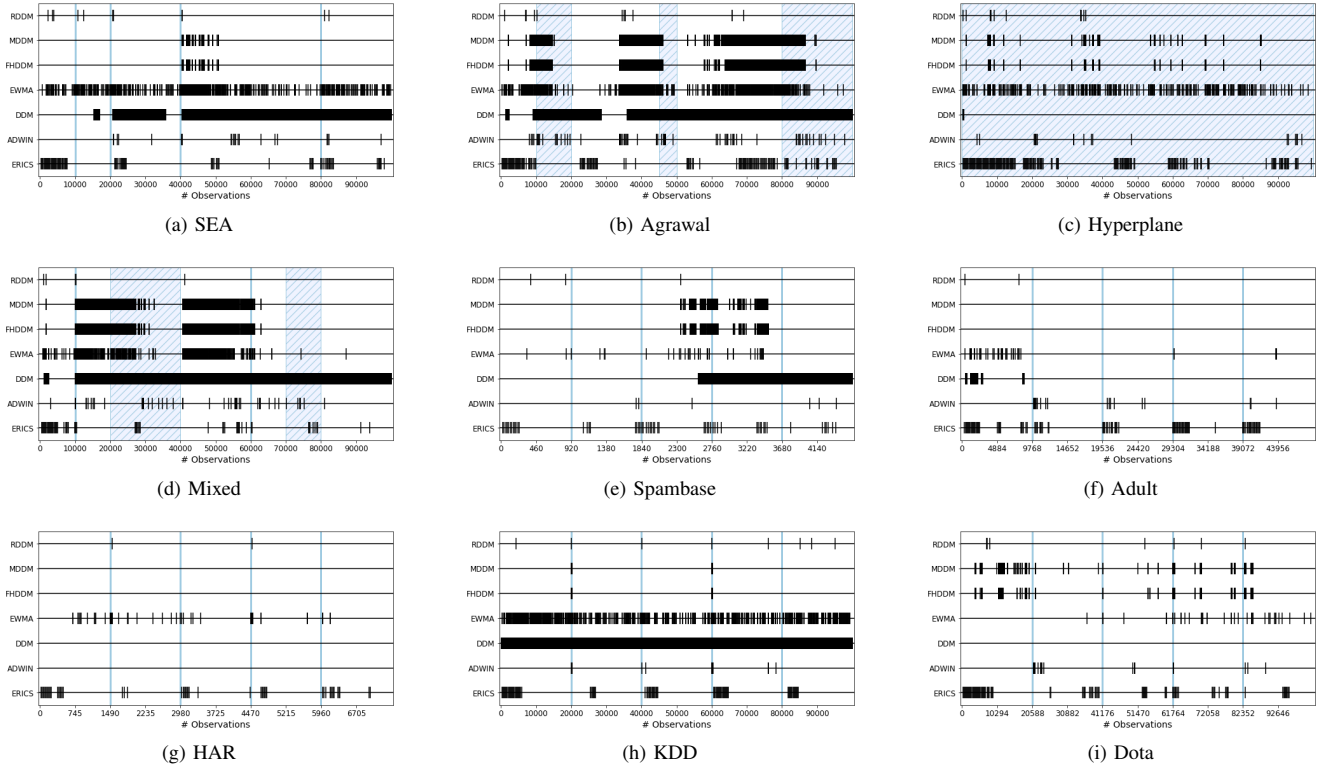 RDDM
MDDM
FHDDM
EWMA
DDM
ADWIN
ERICS
0 10000 20000 30000 40000 50000 60000 70000 80000 90000
# Observations
(a) SEA
RDDM
MDDM
FHDDM
EWMA
DDM
ADWIN
ERICS
0 10000 20000 30000 40000 50000 60000 70000 80000 90000
# Observations
(b) Agrawal
RDDM
MDDM
FHDDM
EWMA
DDM
ADWIN
ERICS
0 10000 20000 30000 40000 50000 60000 70000 80000 90000
# Observations
(c) Hyperplane
RDDM
MDDM
FHDDM
EWMA
DDM
ADWIN
ERICS
0 10000 20000 30000 40000 50000 60000 70000 80000 90000
# Observations
(d) Mixed
RDDM
MDDM
FHDDM
EWMA
DDM
ADWIN
ERICS
0 460 920 1380 1840 2300 2760 3220 3680 4140
# Observations
(e) Spambase
RDDM
MDDM
FHDDM
EWMA
DDM
ADWIN
ERICS
0 4884 9768 14652 19536 24420 29304 34188 39072 43956
# Observations
(f) Adult
RDDM
MDDM
FHDDM
EWMA
DDM
ADWIN
ERICS
0 745 1490 2235 2980 3725 4470 5215 5960 6705
# Observations
(g) HAR
RDDM
MDDM
FHDDM
EWMA
DDM
ADWIN
ERICS
0 10000 20000 30000 40000 50000 60000 70000 80000 90000
# Observations
(h) KDD
RDDM
MDDM
FHDDM
EWMA
DDM
ADWIN
ERICS
0 10294 20588 30882 41176 51470 61764 72058 82352 92646
# Observations
(i) Dota